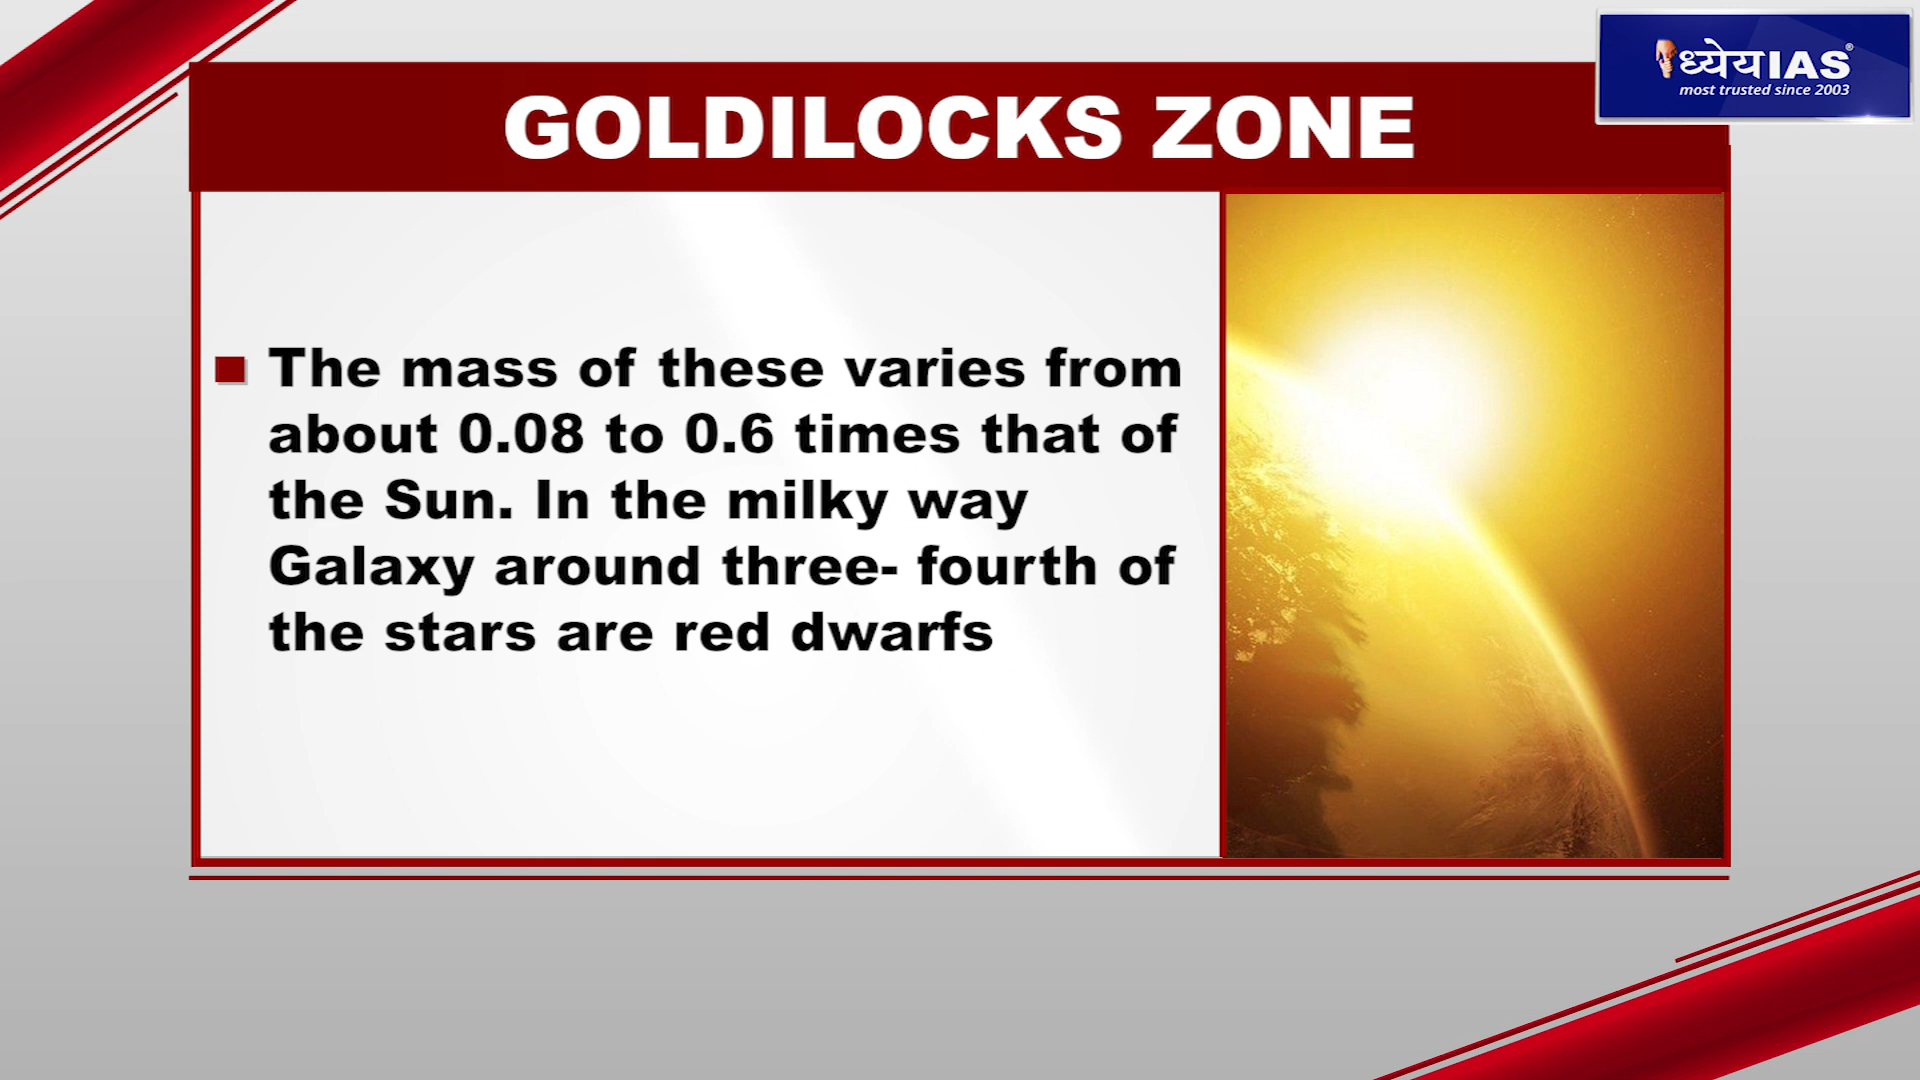 ध्येय IAS®
most trusted since 2003
GOLDILOCKS ZONE
The mass of these varies from
about 0.08 to 0.6 times that of
the Sun. In the milky way
Galaxy around three- fourth of
the stars are red dwarfs